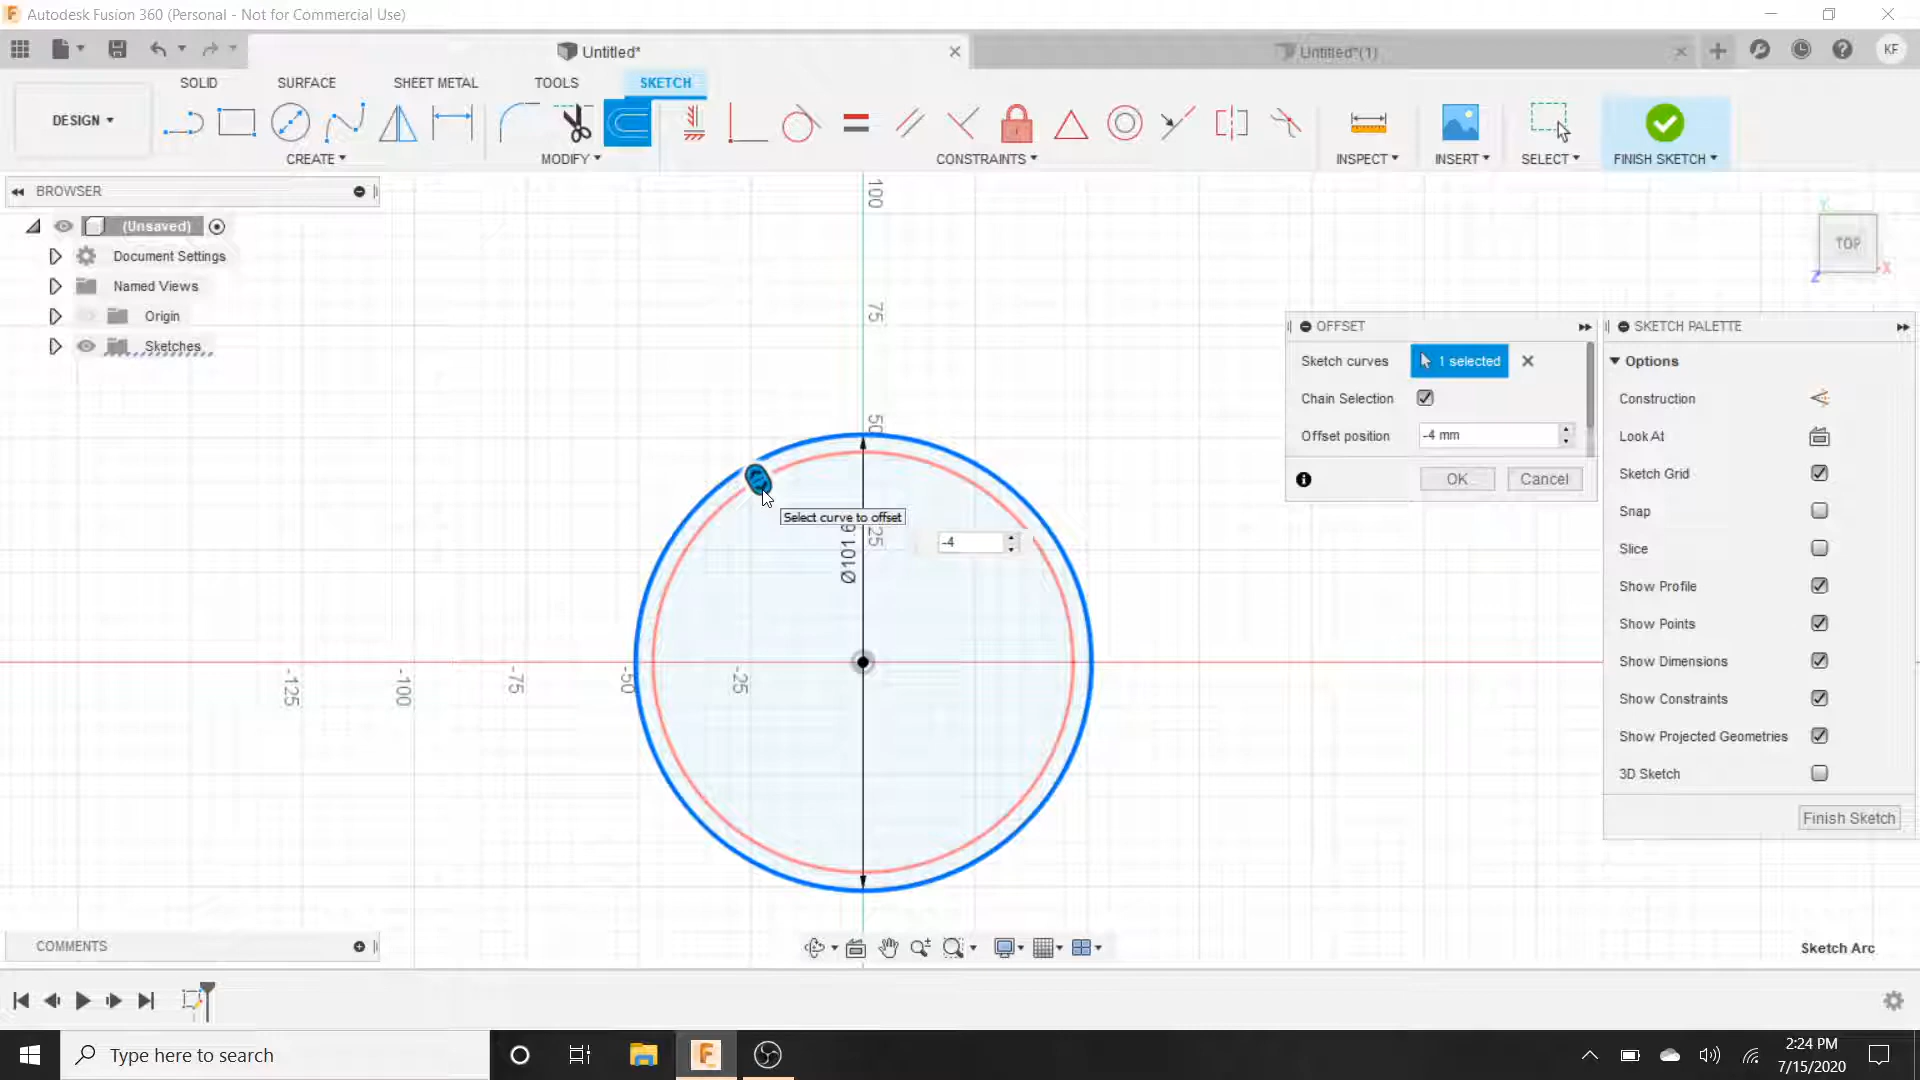 Autodesk Fusion 360 (Personal - Not for Commercial Use)
Untitled*
Untitled*(1)
KF
SOLID
SURFACE
SHEET METAL
TOOLS
SKETCH
DESIGN
CREATE
MODIFY
CONSTRAINTS
INSPECT
INSERT
SELECT
FINISH SKETCH
BROWSER
(Unsaved)
Document Settings
Named Views
Origin
Sketches
100
75
50
25
-125
-100
-75
-50
-25
Select curve to offset
-4
Y
TOP
X
Z
OFFSET
Sketch curves
1 selected
Chain Selection
Offset position
-4 mm
OK
Cancel
SKETCH PALETTE
Options
Construction
Look At
Sketch Grid
Snap
Slice
Show Profile
Show Points
Show Dimensions
Show Constraints
Show Projected Geometries
3D Sketch
Finish Sketch
COMMENTS
Sketch Arc
Type here to search
2:24 PM
7/15/2020